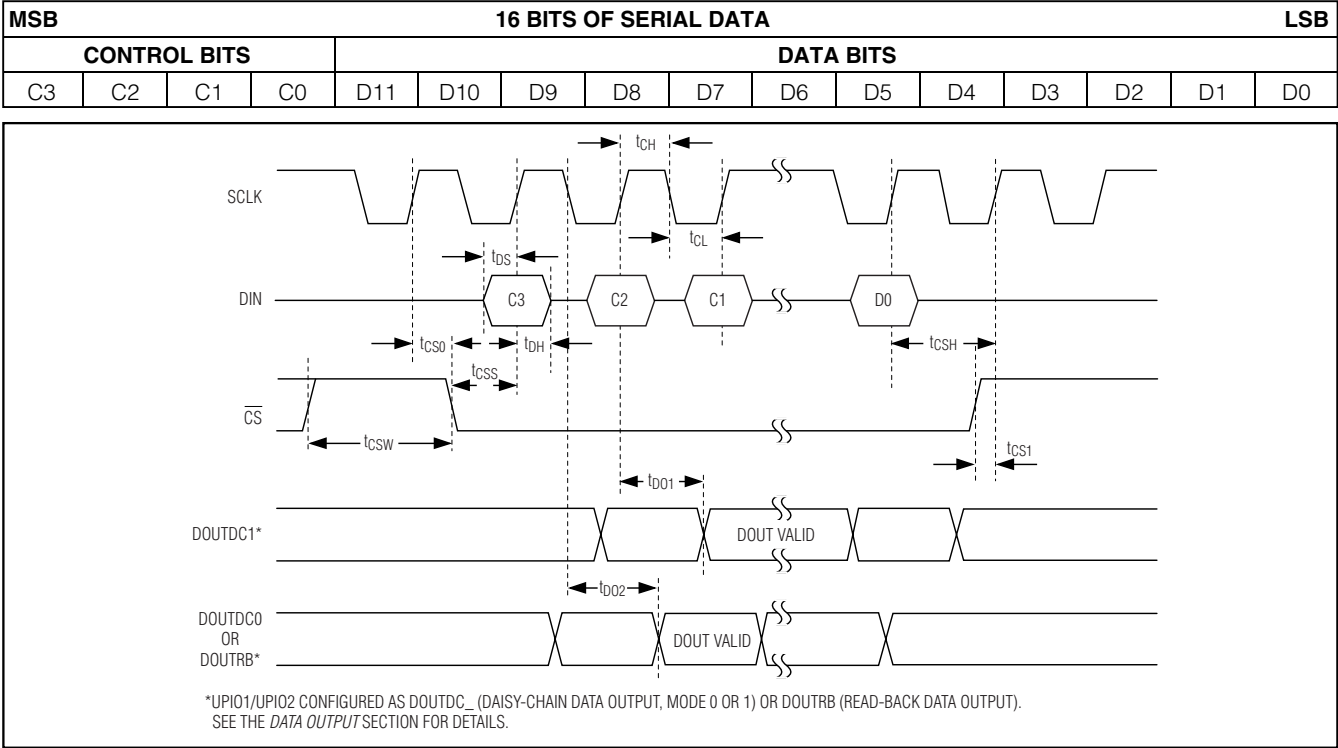 MSB 16 BITS OF SERIAL DATA LSB
CONTROL BITS DATA BITS
C3 C2 C1 C0 D11 D10 D9 D8 D7 D6 D5 D4 D3 D2 D1 D0
tCH
SCLK
tCL
tDS
DIN C3 C2 C1 D0
tCS0 tDH tCSH
tCSS
CS
tCSW
tCS1
tDO1
DOUTDC1* DOUT VALID
tDO2
DOUTDC0
OR
DOUTRB*
DOUT VALID
*UPIO1/UPIO2 CONFIGURED AS DOUTDC_ (DAISY-CHAIN DATA OUTPUT, MODE 0 OR 1) OR DOUTRB (READ-BACK DATA OUTPUT).
SEE THE DATA OUTPUT SECTION FOR DETAILS.